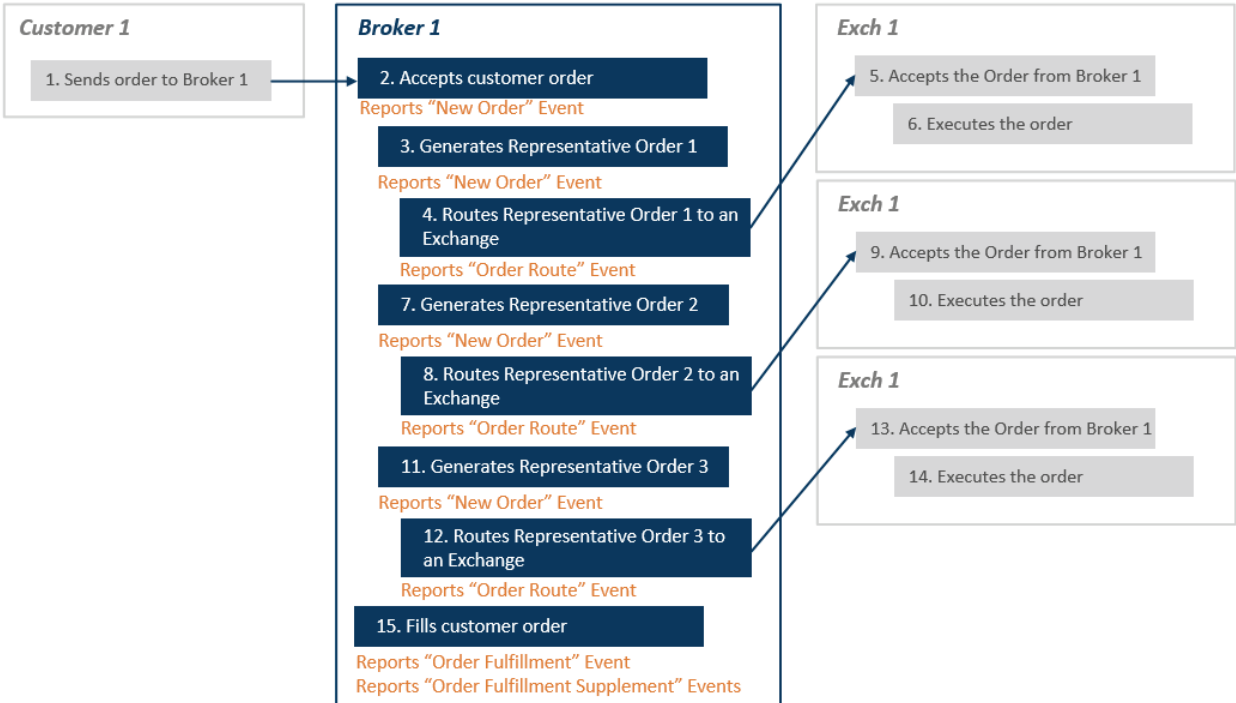 Customer 1
1. Sends order to Broker 1
Broker 1
2. Accepts customer order
Reports “New Order” Event
3. Generates Representative Order 1
Reports “New Order” Event
4. Routes Representative Order 1 to an
Exchange
Reports “Order Route” Event
7. Generates Representative Order 2
Reports “New Order” Event
8. Routes Representative Order 2 to an
Exchange
Reports “Order Route” Event
11. Generates Representative Order 3
Reports “New Order” Event
12. Routes Representative Order 3 to
an Exchange
Reports “Order Route” Event
15. Fills customer order
Reports “Order Fulfillment” Event
Reports “Order Fulfillment Supplement” Events
Exch 1
5. Accepts the Order from Broker 1
6. Executes the order
Exch 1
9. Accepts the Order from Broker 1
10. Executes the order
Exch 1
13. Accepts the Order from Broker 1
14. Executes the order